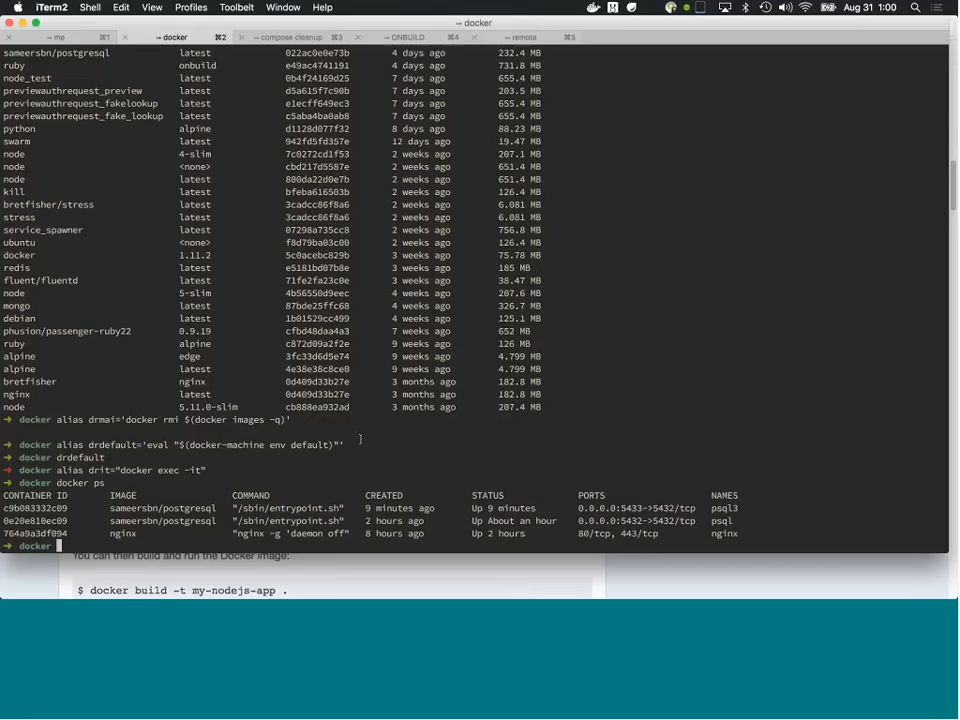 iTerm2 Shell Edit View Profiles Toolbelt Window Help Aug 31 1:00
docker
me ⌘1 docker ⌘2 compose cleanup ⌘3 ONBUILD ⌘4 remote ⌘5
sameersbn/postgresql latest 022ac0e0e73b 4 days ago 232.4 MB
ruby onbuild e49ac4741191 4 days ago 731.8 MB
node_test latest 0b4f24169d25 7 days ago 655.4 MB
previewauthrequest_preview latest d5a615f7c90b 7 days ago 203.5 MB
previewauthrequest_fakelookup latest e1ecff649ec3 7 days ago 655.4 MB
previewauthrequest_fake_lookup latest c5aba4ba0ab8 7 days ago 655.4 MB
python alpine d1128d077f32 8 days ago 88.23 MB
swarm latest 942fd5fd357e 12 days ago 19.47 MB
node 4-slim 7c0272cd1f53 2 weeks ago 207.1 MB
node <none> cbd217d5587e 2 weeks ago 651.4 MB
node latest 800da22d0e7b 2 weeks ago 651.4 MB
kill latest bfeba616503b 2 weeks ago 126.4 MB
bretfisher/stress latest 3cadcc86f8a6 2 weeks ago 6.081 MB
stress latest 3cadcc86f8a6 2 weeks ago 6.081 MB
service_spawner latest 07298a735cc8 2 weeks ago 756.8 MB
ubuntu <none> f8d79ba03c00 2 weeks ago 126.4 MB
docker 1.11.2 5c0acebc829b 3 weeks ago 75.78 MB
redis latest e5181bd07b8e 3 weeks ago 185 MB
fluent/fluentd latest 71fe2fa23c0e 3 weeks ago 38.47 MB
node 5-slim 4b56550d9eec 4 weeks ago 207.6 MB
mongo latest 87bde25ffc68 4 weeks ago 326.7 MB
debian latest 1b01529cc499 4 weeks ago 125.1 MB
phusion/passenger-ruby22 0.9.19 cfbd48daa4a3 7 weeks ago 652 MB
ruby alpine c872d09a2f2e 9 weeks ago 126 MB
alpine edge 3fc33d6d5e74 9 weeks ago 4.799 MB
alpine latest 4e38e38c8ce0 9 weeks ago 4.799 MB
bretfisher nginx 0d409d33b27e 3 months ago 182.8 MB
nginx latest 0d409d33b27e 3 months ago 182.8 MB
node 5.11.0-slim cb888ea932ad 3 months ago 207.4 MB
➜ docker alias drmai='docker rmi $(docker images -q)'
➜ docker alias drdefault='eval "$(docker-machine env default)"'
➜ docker drdefault
➜ docker alias drit="docker exec -it"
➜ docker docker ps
CONTAINER ID IMAGE COMMAND CREATED STATUS PORTS NAMES
c9b083332c09 sameersbn/postgresql "/sbin/entrypoint.sh" 9 minutes ago Up 9 minutes 0.0.0.0:5433->5432/tcp psql3
0e20e810ec09 sameersbn/postgresql "/sbin/entrypoint.sh" 2 hours ago Up About an hour 0.0.0.0:5432->5432/tcp psql
764a9a3df094 nginx "nginx -g 'daemon off" 8 hours ago Up 2 hours 80/tcp, 443/tcp nginx
➜ docker
You can then build and run the Docker image:
$ docker build -t my-nodejs-app .